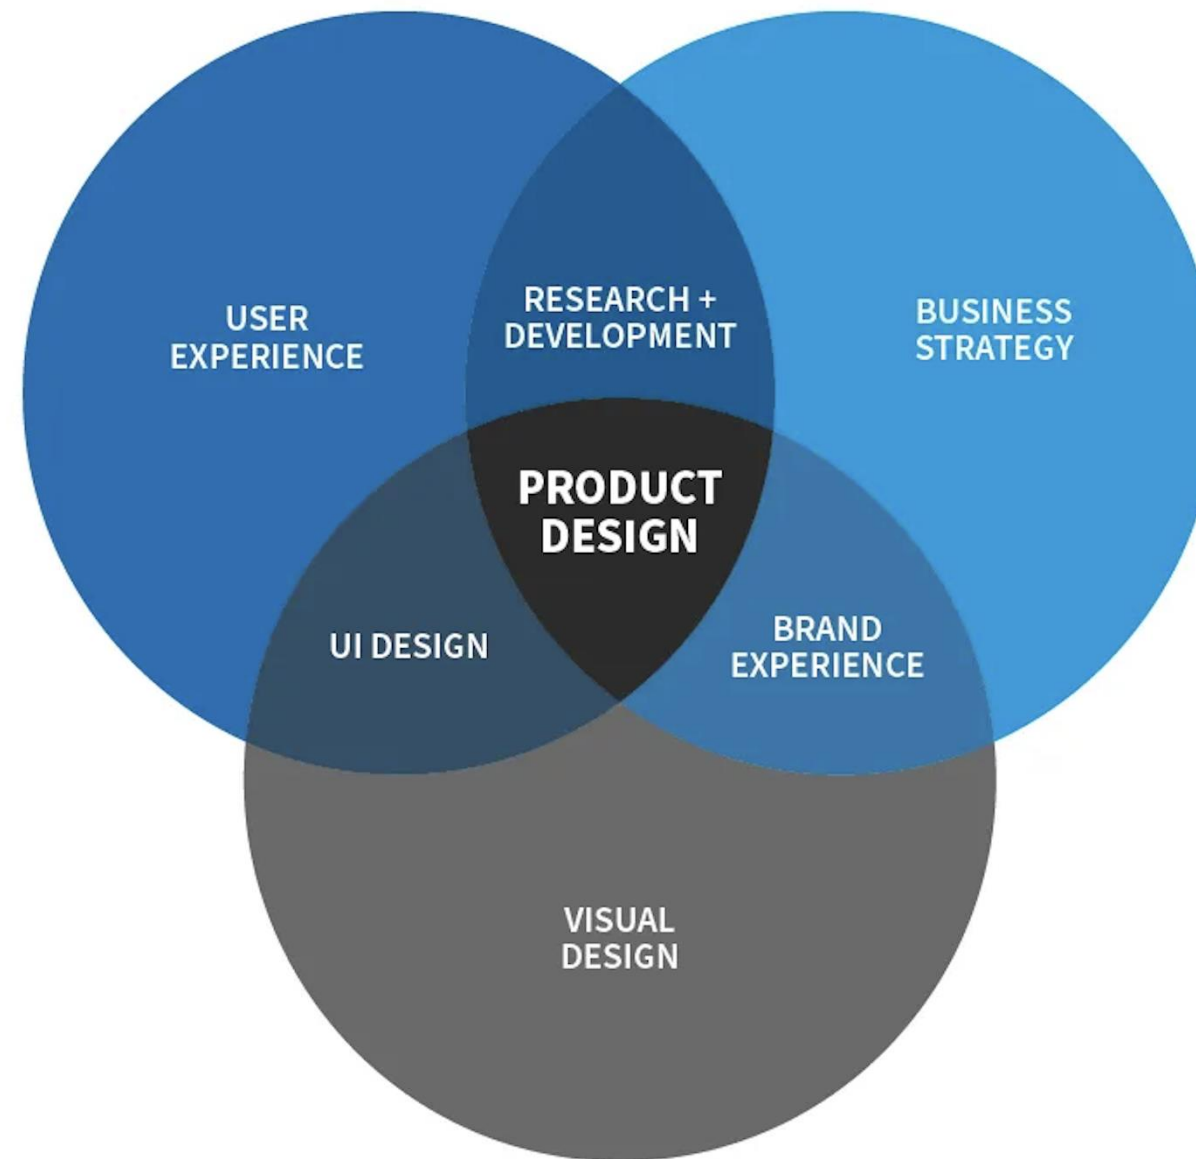 USER
EXPERIENCE
RESEARCH +
DEVELOPMENT
BUSINESS
STRATEGY
PRODUCT
DESIGN
UI DESIGN
BRAND
EXPERIENCE
VISUAL
DESIGN